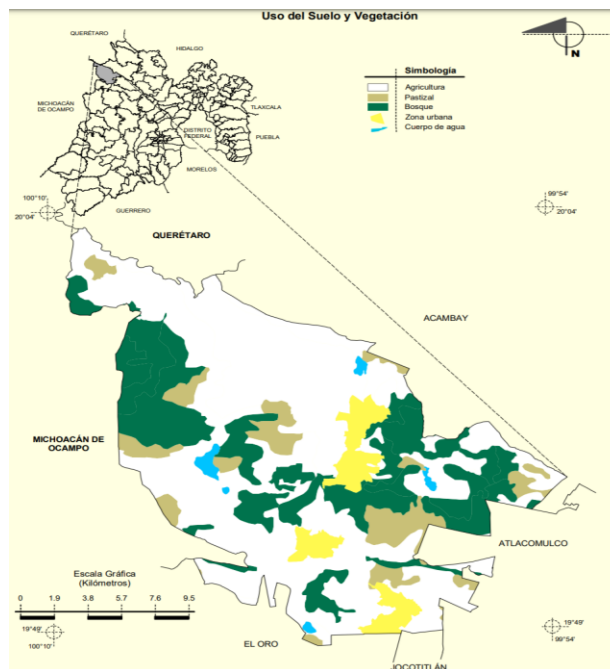 Uso del Suelo y Vegetación
QUERÉTARO
HIDALGO
MICHOACÁN
DE OCAMPO
TLAXCALA
DISTRITO
FEDERAL
PUEBLA
MORELOS
GUERRERO
N
Simbología
Agricultura
Pastizal
Bosque
Zona urbana
Cuerpo de agua
100°10'
20°04'
99°54'
20°04'
QUERÉTARO
ACAMBAY
MICHOACÁN DE
OCAMPO
ATLACOMULCO
Escala Gráfica
(Kilómetros)
0 1.9 3.8 5.7 7.6 9.5
19°49'
100°10'
EL ORO
JOCOTITLÁN
19°49'
99°54'